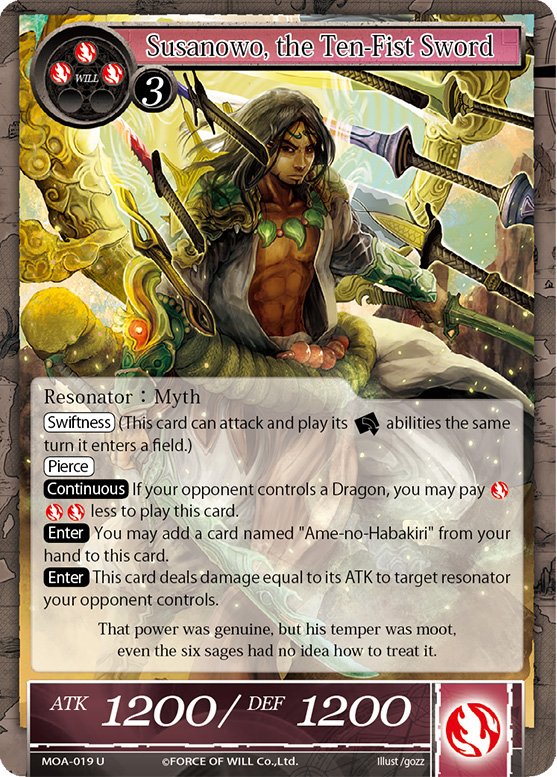 Susanowo, the Ten-Fist Sword
WILL
3
Resonator : Myth
Swiftness (This card can attack and play its abilities the same
turn it enters a field.)
Pierce
Continuous If your opponent controls a Dragon, you may pay
less to play this card.
Enter You may add a card named "Ame-no-Habakiri" from your
hand to this card.
Enter This card deals damage equal to its ATK to target resonator
your opponent controls.
That power was genuine, but his temper was moot,
even the six sages had no idea how to treat it.
ATK 1200 / DEF 1200
MOA-019 U ©FORCE OF WILL Co.,Ltd. Illust/gozz